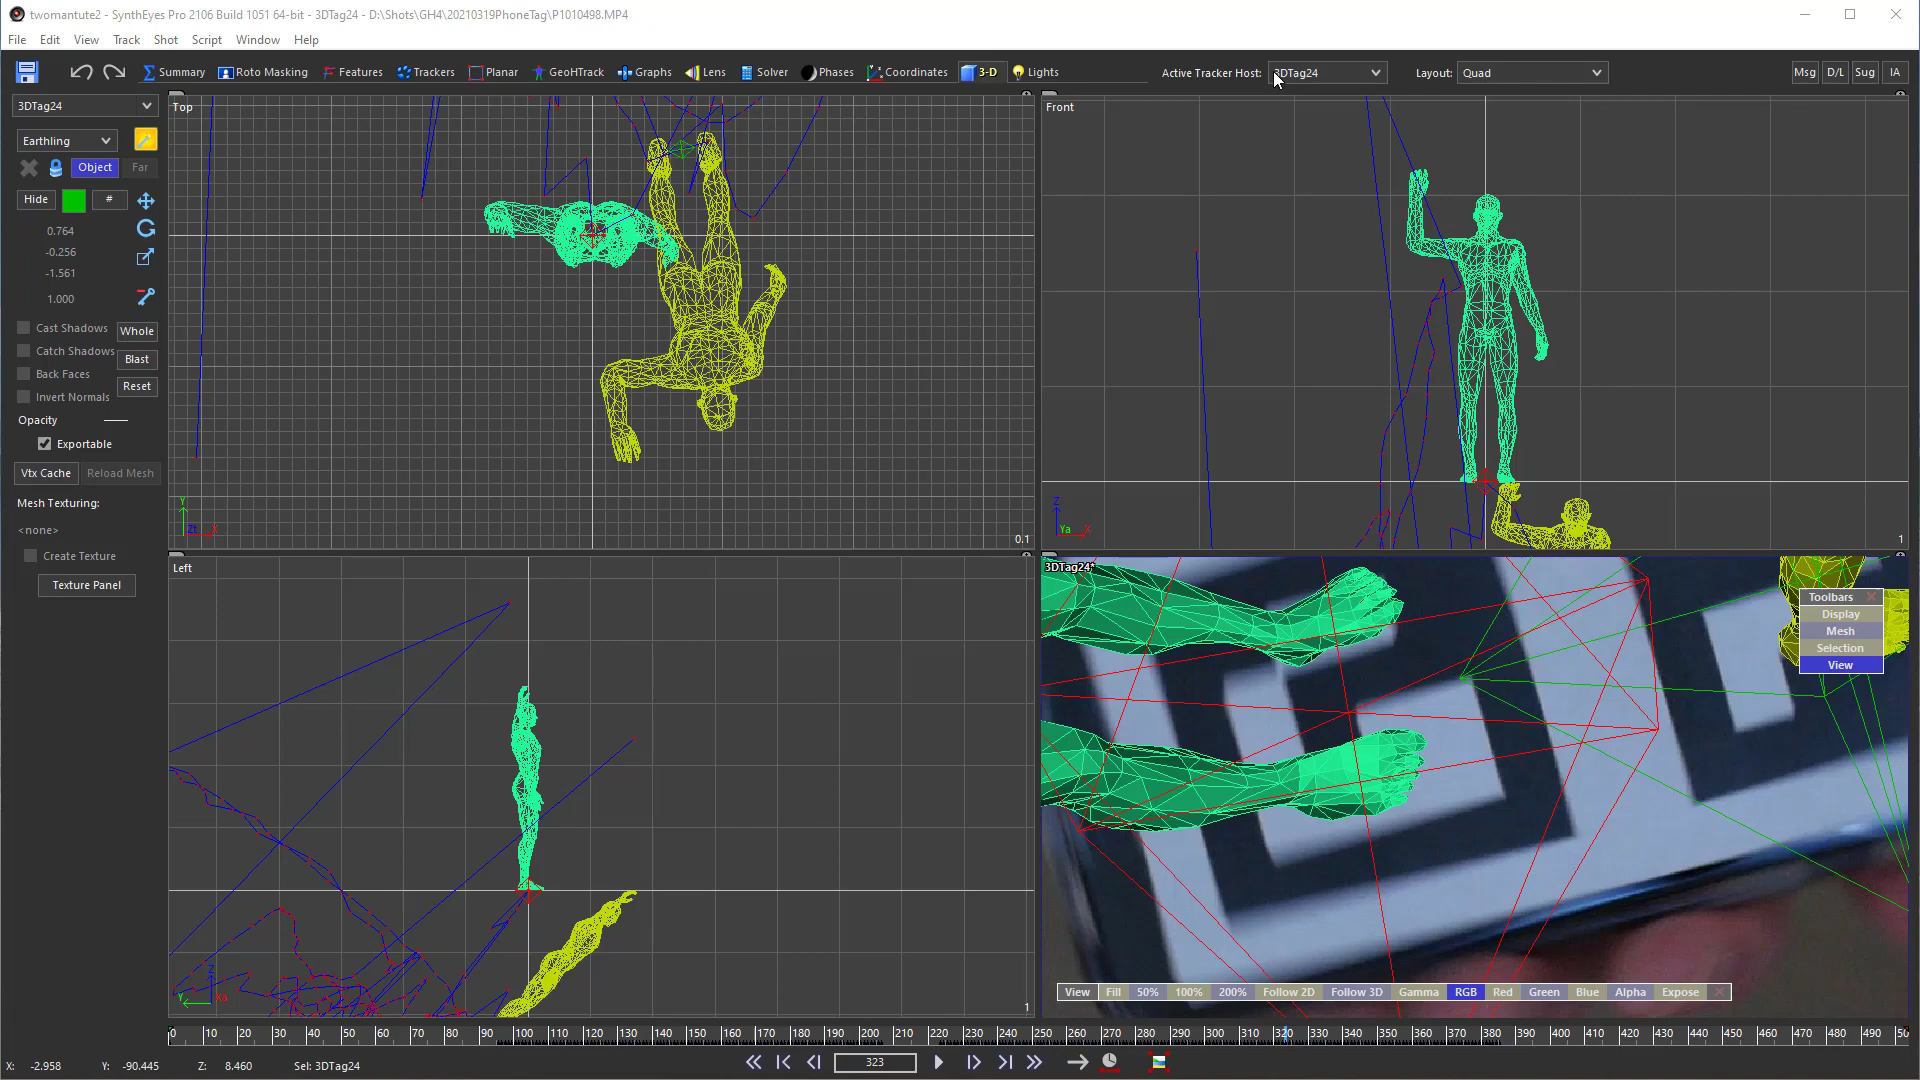 twomantute2 - SynthEyes Pro 2106 Build 1051 64-bit - 3DTag24 - D:\Shots\GH4\20210319PhoneTag\P1010498.MP4
File Edit View Track Shot Script Window Help
Summary Roto Masking Features Trackers Planar GeoHTrack Graphs Lens Solver Phases Coordinates 3-D Lights Active Tracker Host: 3DTag24 Layout: Quad Msg D/L Sug IA
3DTag24
Earthling
Object Far
Hide #
0.764
-0.256
-1.561
1.000
Cast Shadows Whole
Catch Shadows Blast
Back Faces
Reset
Invert Normals
Opacity
Exportable
Vtx Cache Reload Mesh
Mesh Texturing:
<none>
Create Texture
Texture Panel
Top
Y
Zt X
0.1
Front
Z
Ya X
1
Left
Z
Y Xa
1
3DTag24*
Toolbars
Display
Mesh
Selection
View
View Fill 50% 100% 200% Follow 2D Follow 3D Gamma RGB Red Green Blue Alpha Expose
0 10 20 30 40 50 60 70 80 90 100 110 120 130 140 150 160 170 180 190 200 210 220 230 240 250 260 270 280 290 300 310 320 330 340 350 360 370 380 390 400 410 420 430 440 450 460 470 480 490 50
323
X: -2.958 Y: -90.445 Z: 8.460 Sel: 3DTag24